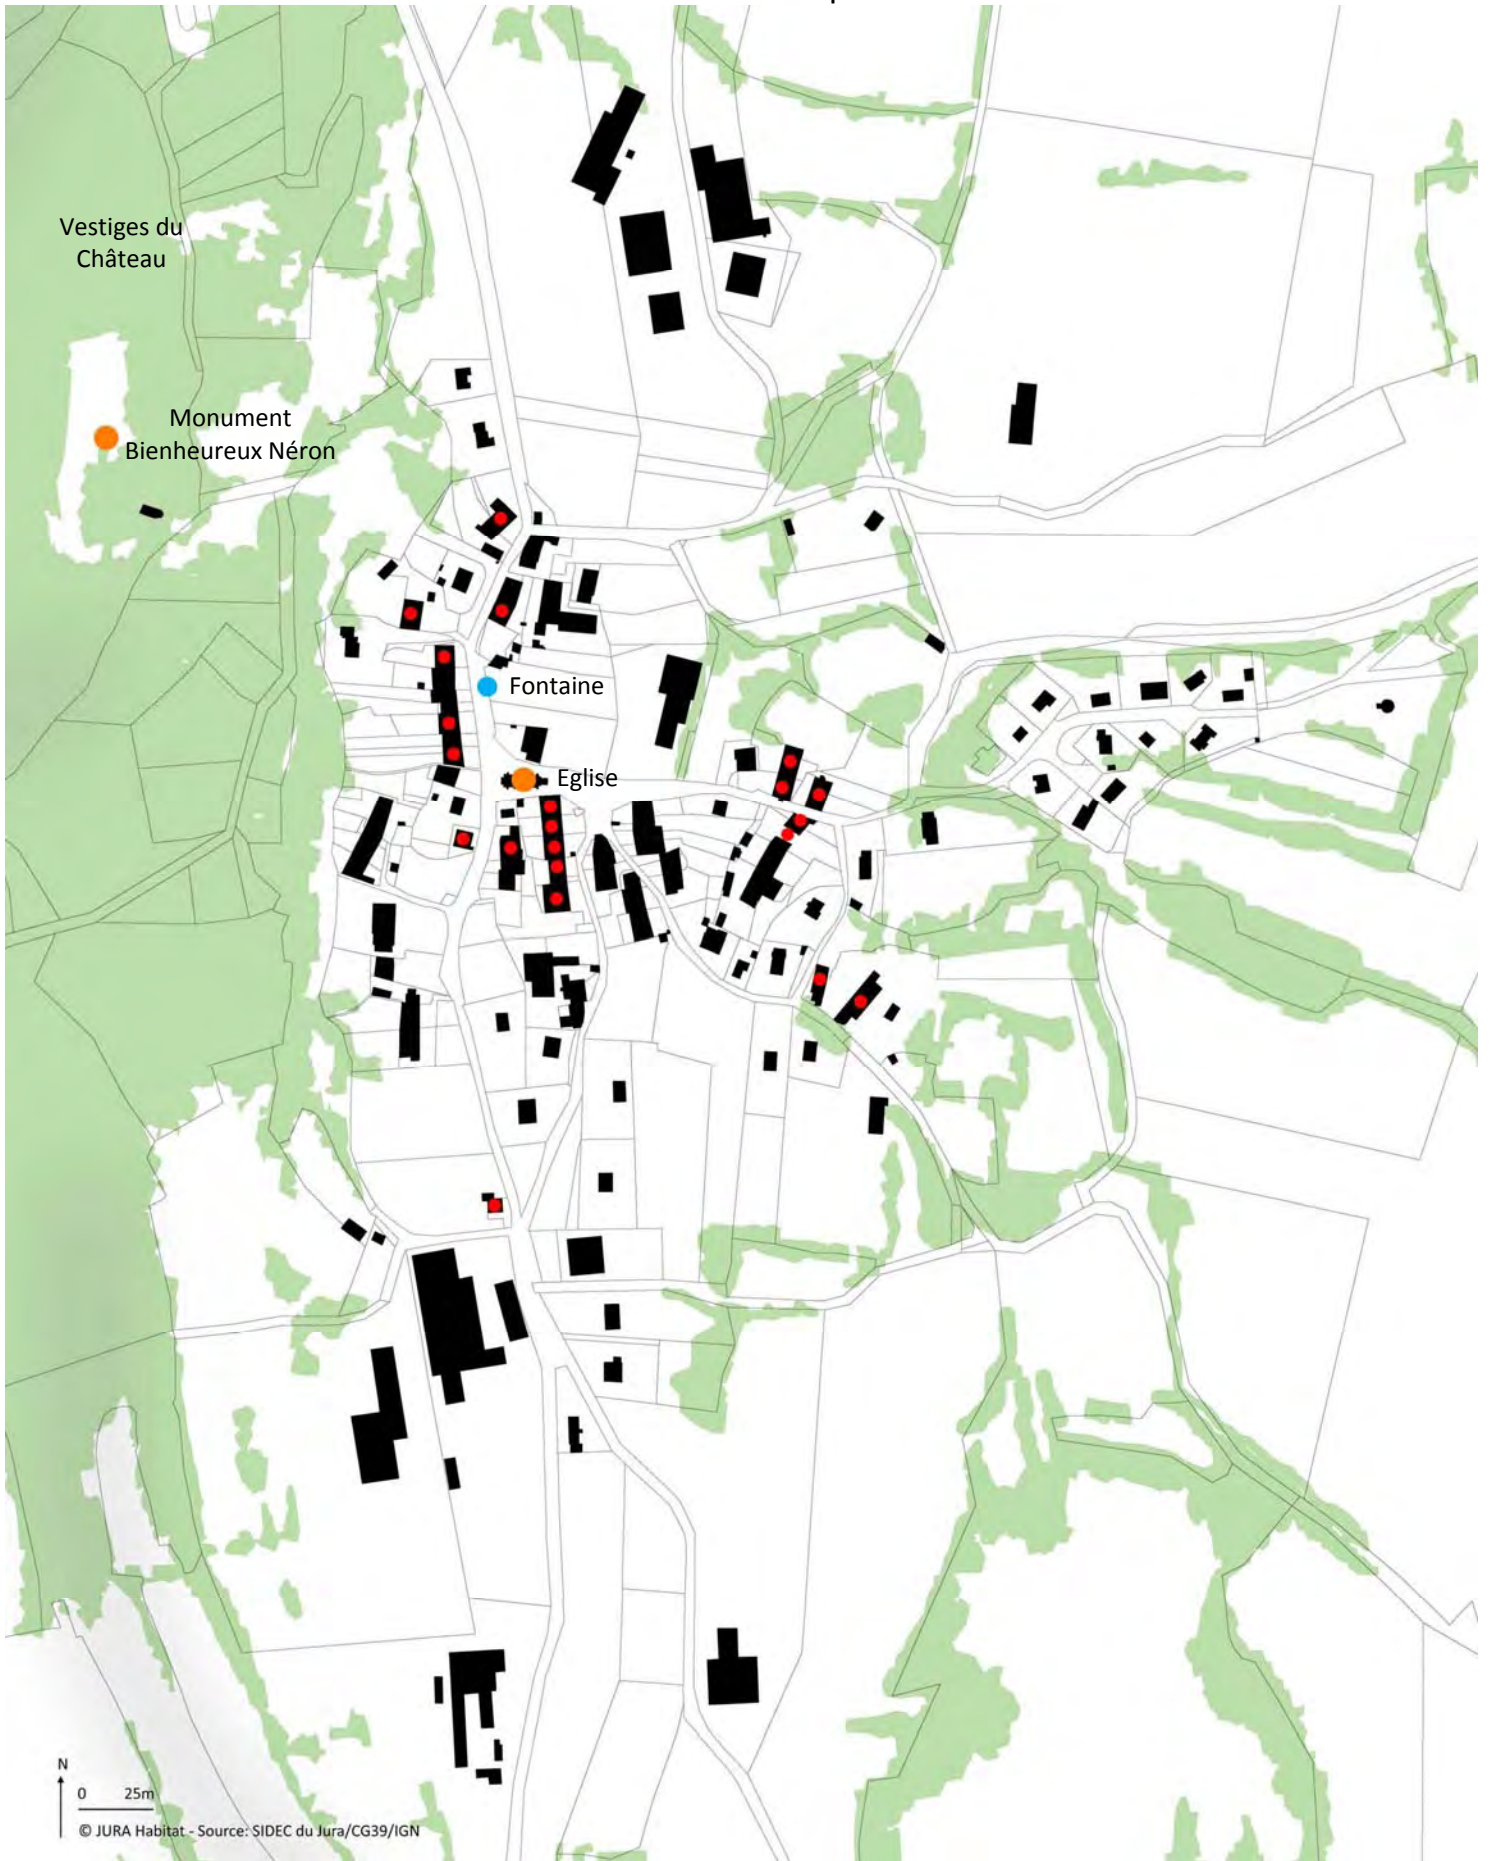 Vestiges du
Château
Monument
Bienheureux Néron
Fontaine
Eglise
N
0 25m
© JURA Habitat - Source: SIDEC du Jura/CG39/IGN